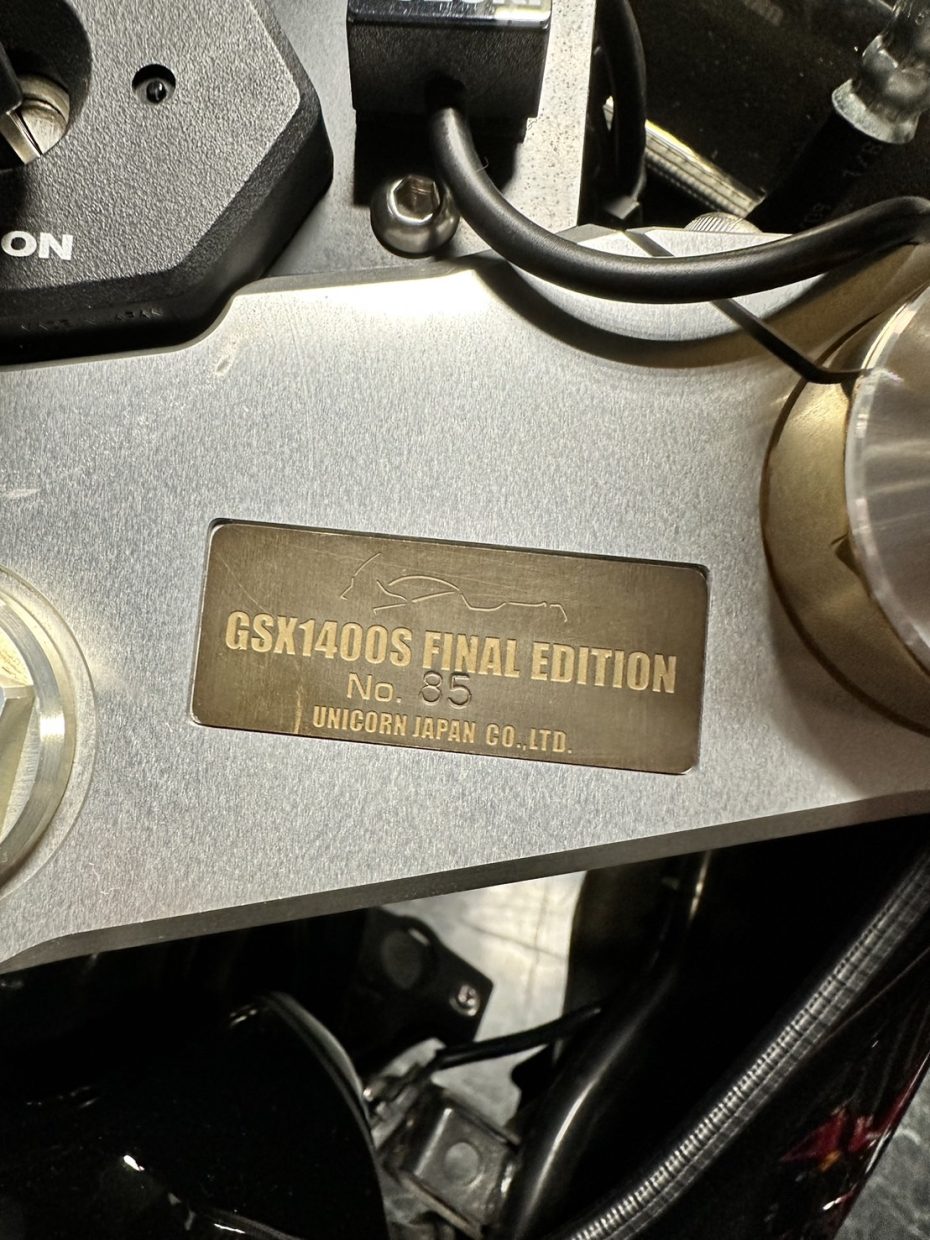 ON
GSX1400S FINAL EDITION
No. 85
UNICORN JAPAN CO.,LTD.